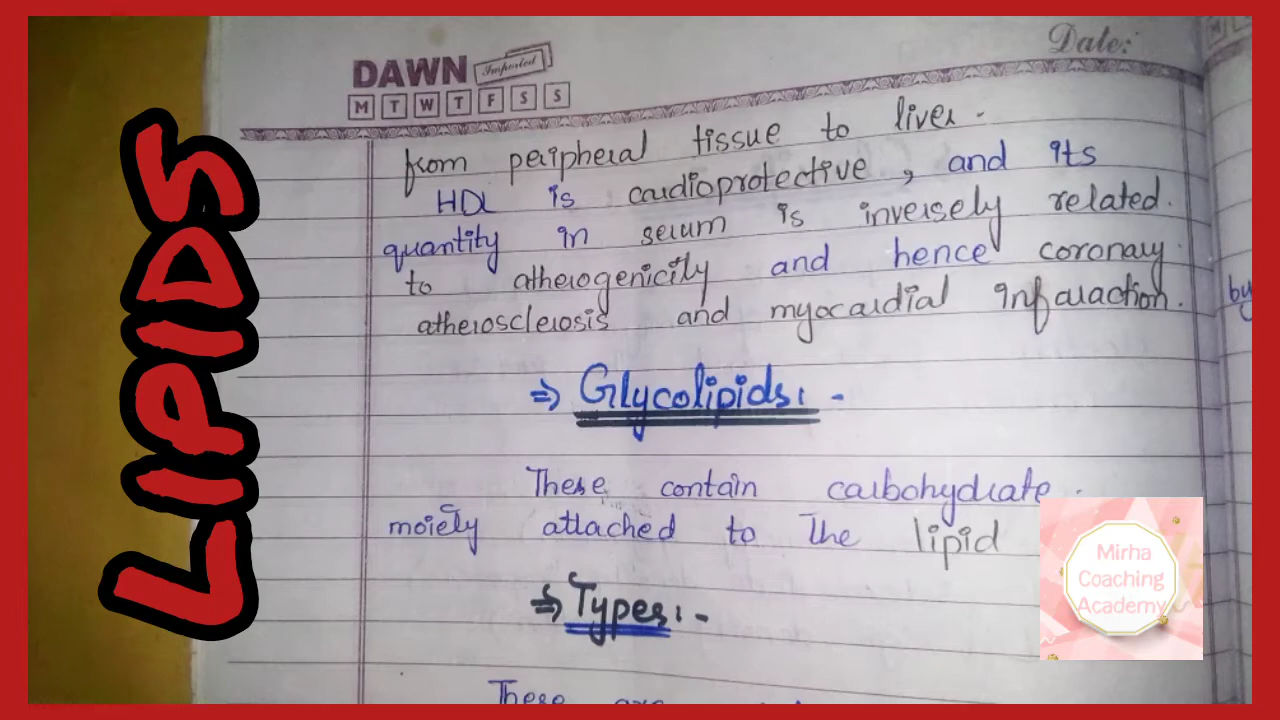 LIPIDS
DAWN
Imported
M T W T F S S
Date:
from peripheral tissue to liver.
HDL is cardioprotective, and its
quantity in serum is inversely related.
to atherogenicity and hence coronary
atherosclerosis and myocardial infaraction.
by
⇒ Glycolipids:-
These contain carbohydrate.
moiety attached to the lipid
⇒ Types:-
These are
Mirha
Coaching
Academy